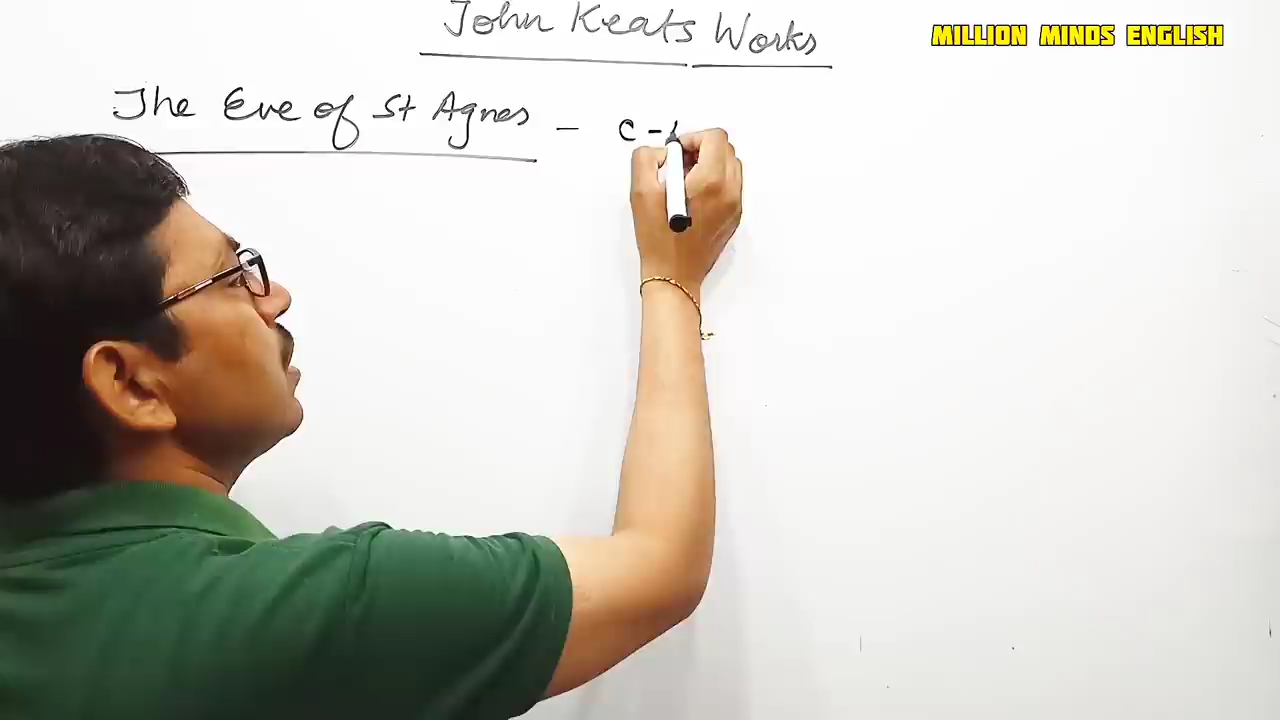 John Keats Works
MILLION MINDS ENGLISH
The Eve of St Agnes - C -